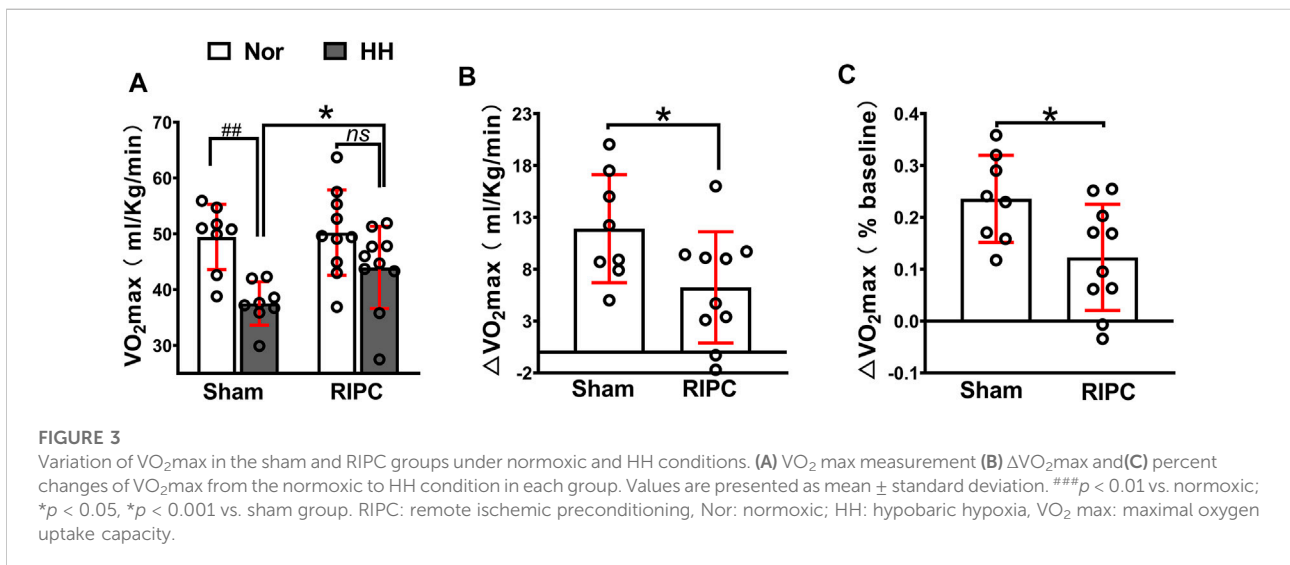 Nor HH
A
B
C
##
*
ns
VO₂max ( ml/Kg/min)
70
60
50
40
30
Sham RIPC
*
△VO₂max ( ml/Kg/min)
23
18
13
8
3
-2
Sham RIPC
*
△VO₂max ( % baseline)
0.4
0.3
0.2
0.1
0.0
-0.1
Sham RIPC
FIGURE 3
Variation of VO₂max in the sham and RIPC groups under normoxic and HH conditions. (A) VO₂ max measurement (B) ΔVO₂max and(C) percent
changes of VO₂max from the normoxic to HH condition in each group. Values are presented as mean ± standard deviation. ###p < 0.01 vs. normoxic;
*p < 0.05, *p < 0.001 vs. sham group. RIPC: remote ischemic preconditioning, Nor: normoxic; HH: hypobaric hypoxia, VO₂ max: maximal oxygen
uptake capacity.